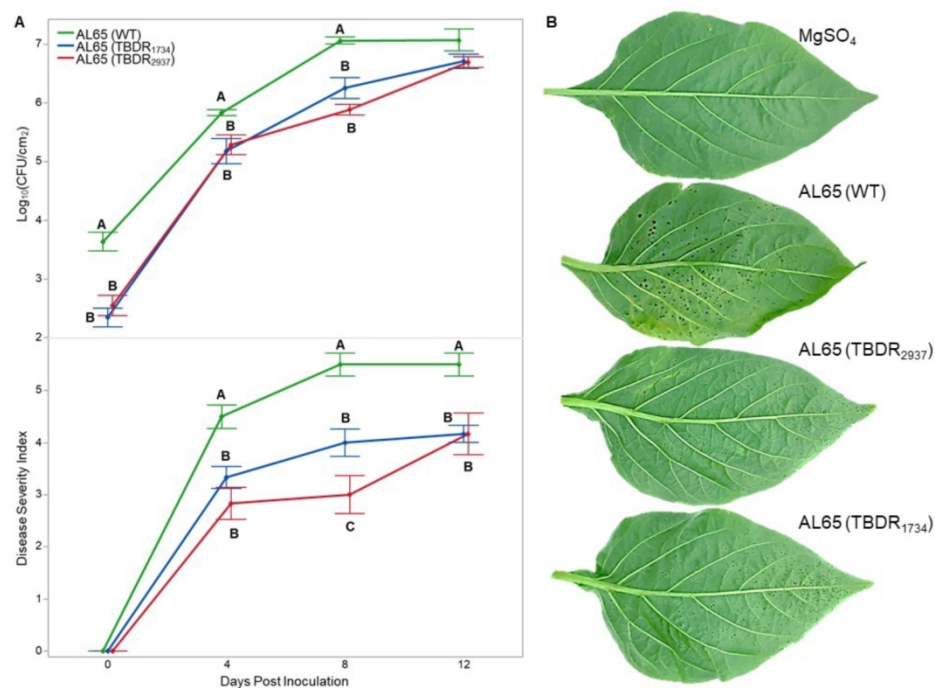 A
AL65 (WT)
AL65 (TBDR1734)
AL65 (TBDR2937)
7
6
5
4
3
2
Log10(CFU/cm2)
A
B
B
A
B
B
A
B
B
5
4
3
2
1
0
Disease Severity Index
A
B
B
A
B
C
B
B
A
0
4
8
12
Days Post Inoculation
B
MgSO4
AL65 (WT)
AL65 (TBDR2937)
AL65 (TBDR1734)